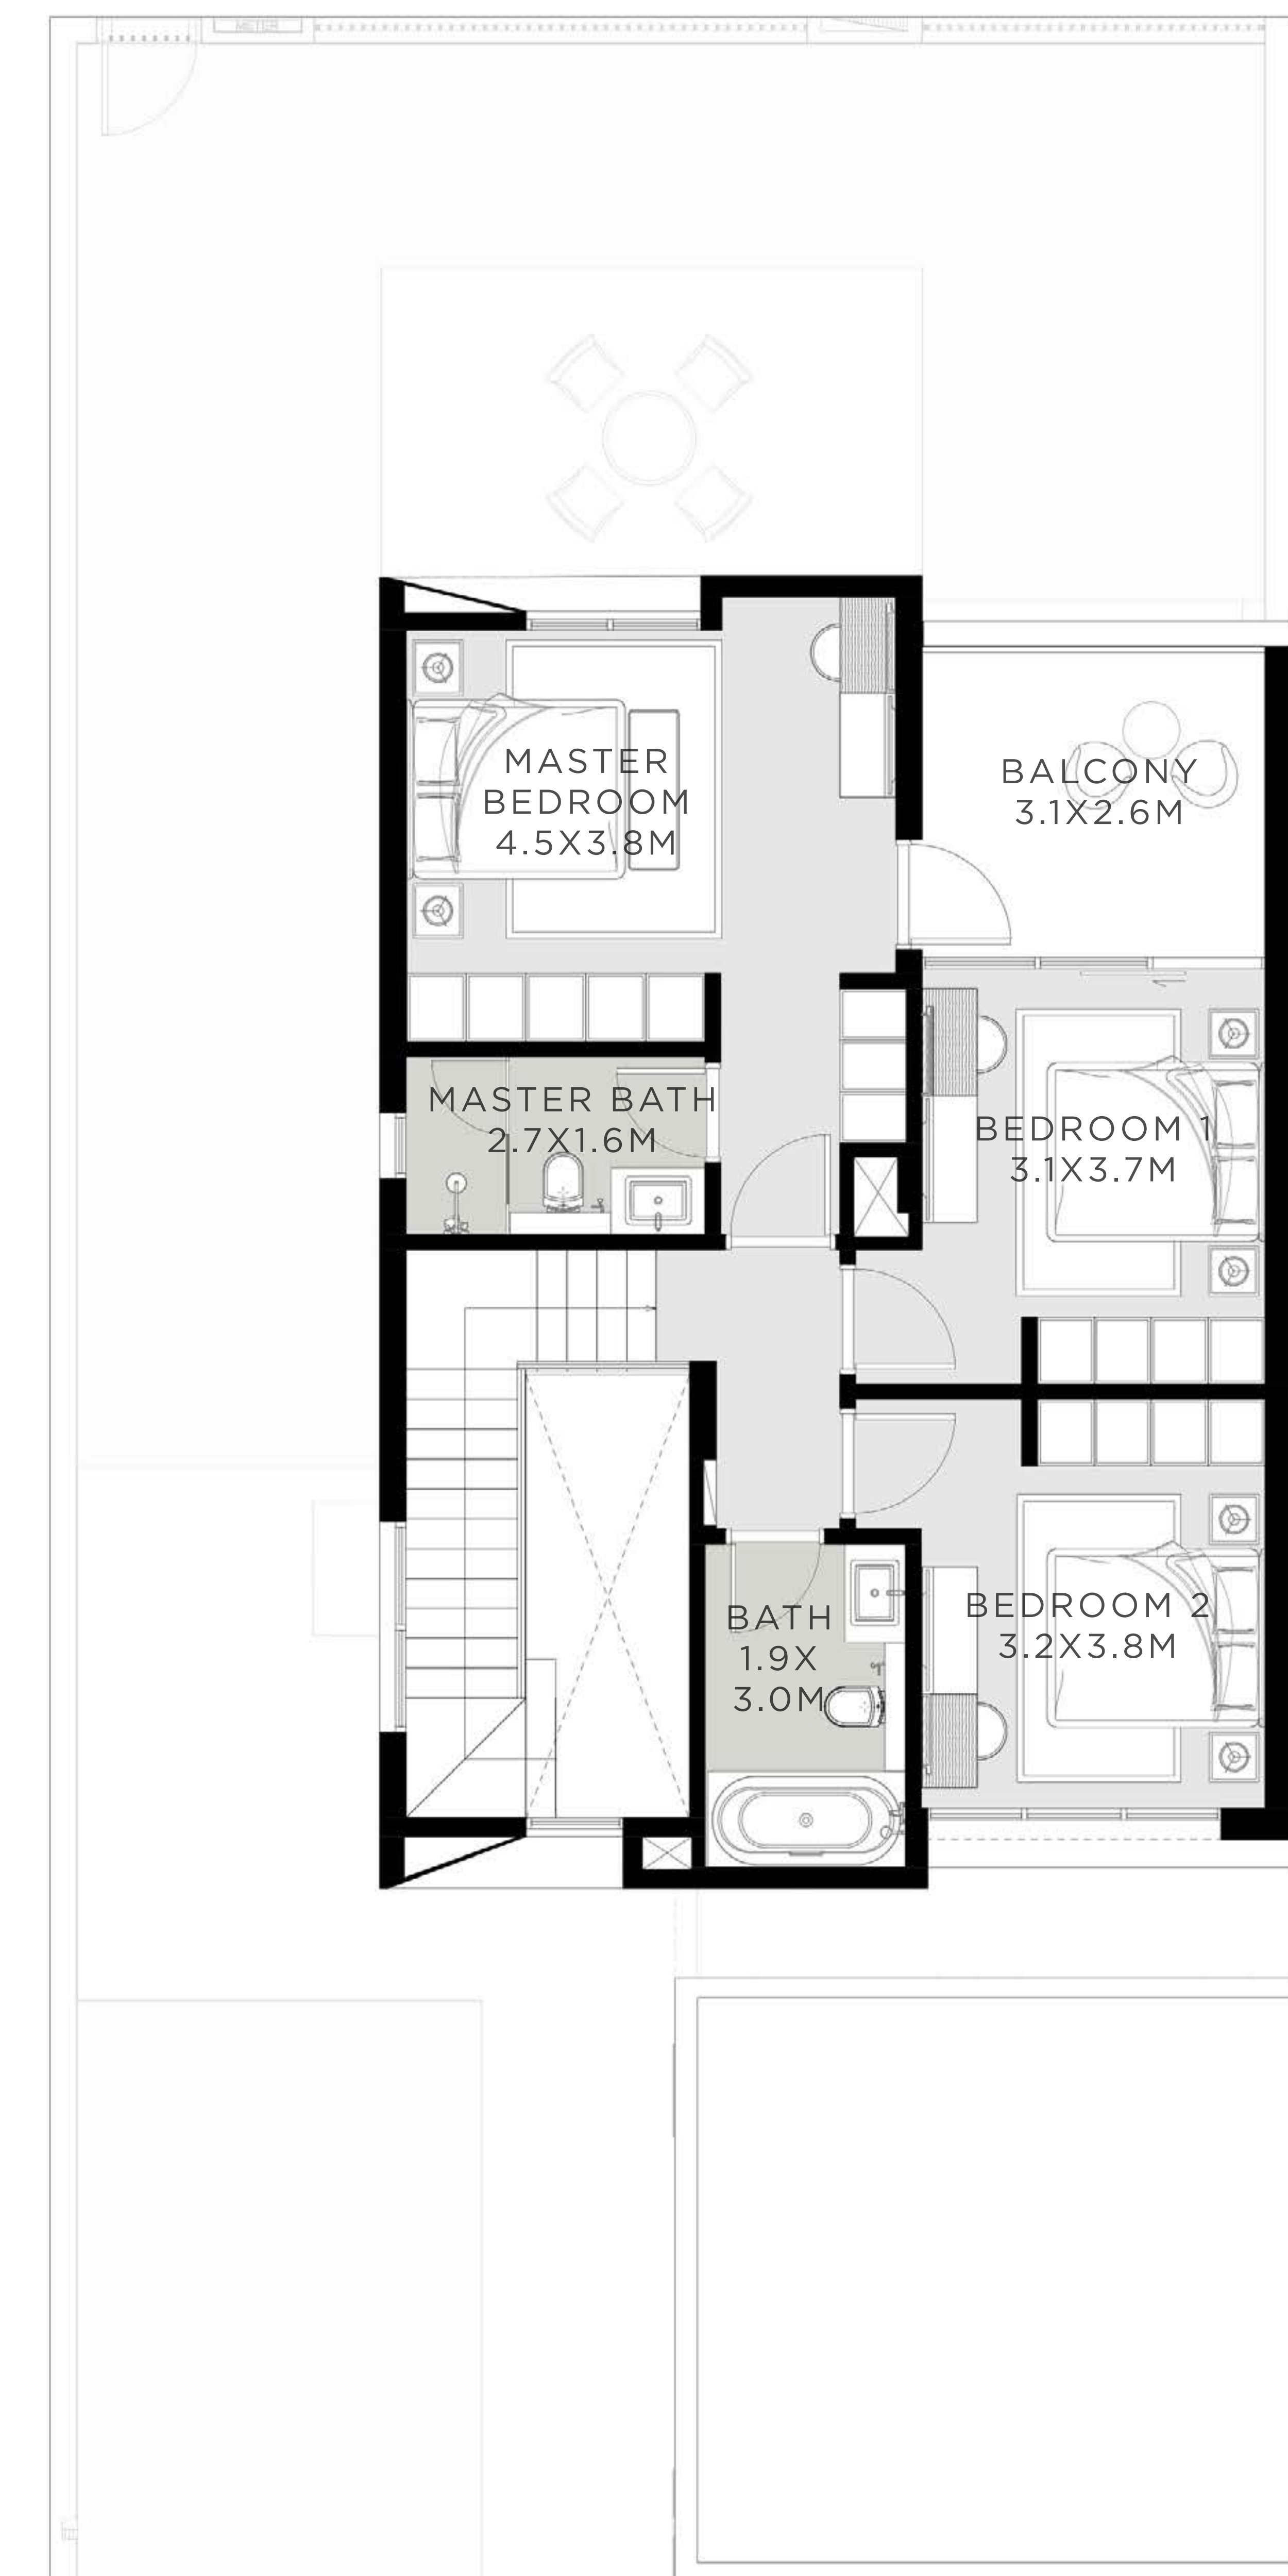 MASTER
BEDROOM
4.5X3.8M
BALCONY
3.1X2.6M
MASTER BATH
2.7X1.6M
BEDROOM 1
3.1X3.7M
BATH
1.9X
3.0M
BEDROOM 2
3.2X3.8M